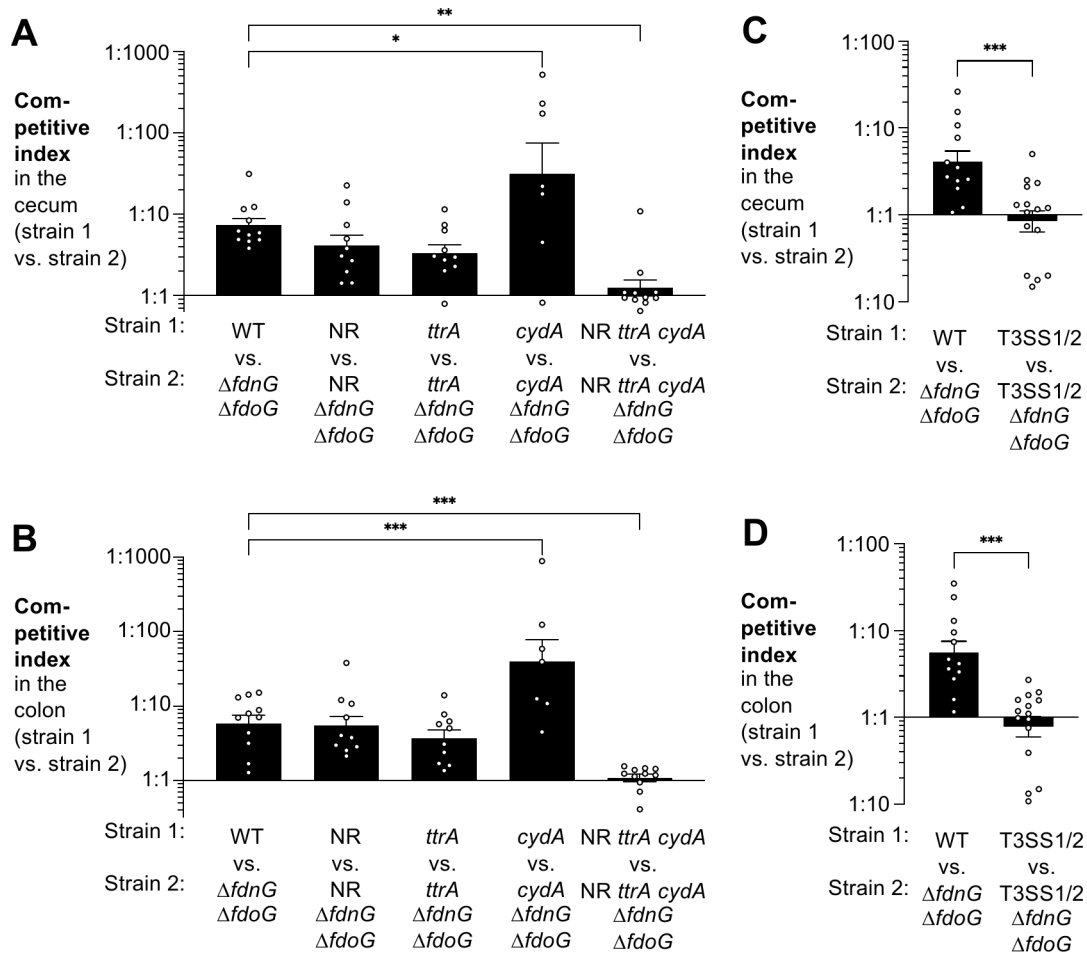 A
**
*
1:1000
1:100
1:10
1:1
Com-
petitive
index
in the
cecum
(strain 1
vs. strain 2)
Strain 1:
Strain 2:
WT
vs.
ΔfdnG
ΔfdoG
NR
vs.
NR
ΔfdnG
ΔfdoG
ttrA
vs.
ttrA
ΔfdnG
ΔfdoG
cydA
vs.
cydA
ΔfdnG
ΔfdoG
NR ttrA cydA
vs.
NR ttrA cydA
ΔfdnG
ΔfdoG
C
***
1:100
1:10
1:1
1:10
Com-
petitive
index
in the
cecum
(strain 1
vs. strain 2)
Strain 1:
Strain 2:
WT
vs.
ΔfdnG
ΔfdoG
T3SS1/2
vs.
T3SS1/2
ΔfdnG
ΔfdoG
B
***
***
1:1000
1:100
1:10
1:1
Com-
petitive
index
in the
colon
(strain 1
vs. strain 2)
Strain 1:
Strain 2:
WT
vs.
ΔfdnG
ΔfdoG
NR
vs.
NR
ΔfdnG
ΔfdoG
ttrA
vs.
ttrA
ΔfdnG
ΔfdoG
cydA
vs.
cydA
ΔfdnG
ΔfdoG
NR ttrA cydA
vs.
NR ttrA cydA
ΔfdnG
ΔfdoG
D
***
1:100
1:10
1:1
1:10
Com-
petitive
index
in the
colon
(strain 1
vs. strain 2)
Strain 1:
Strain 2:
WT
vs.
ΔfdnG
ΔfdoG
T3SS1/2
vs.
T3SS1/2
ΔfdnG
ΔfdoG